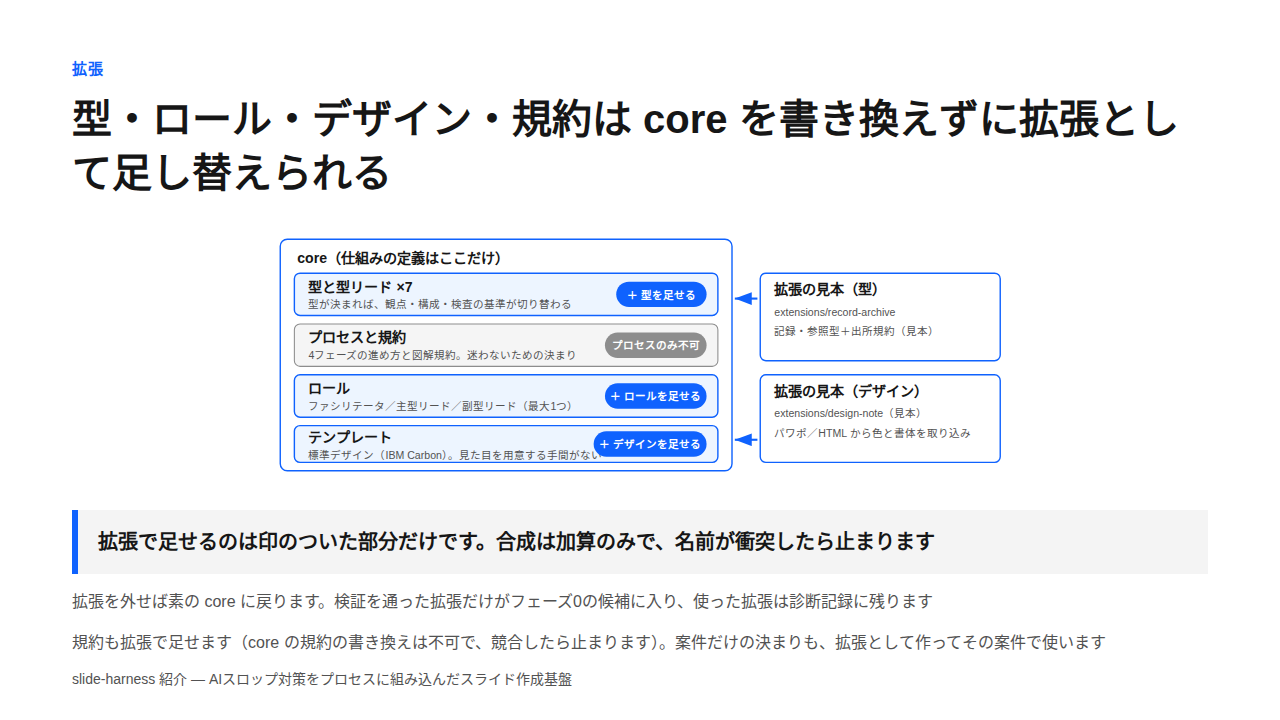 拡張
型・ロール・デザイン・規約は core を書き換えずに拡張とし
て足し替えられる
core（仕組みの定義はここだけ）
型と型リード ×7
型が決まれば、観点・構成・検査の基準が切り替わる
＋ 型を足せる
プロセスと規約
4フェーズの進め方と図解規約。迷わないための決まり
プロセスのみ不可
ロール
ファシリテータ／主型リード／副型リード（最大1つ）
＋ ロールを足せる
テンプレート
標準デザイン（IBM Carbon）。見た目を用意する手間がない
＋ デザインを足せる
拡張の見本（型）
extensions/record-archive
記録・参照型＋出所規約（見本）
拡張の見本（デザイン）
extensions/design-note（見本）
パワポ／HTML から色と書体を取り込み
拡張で足せるのは印のついた部分だけです。合成は加算のみで、名前が衝突したら止まります
拡張を外せば素の core に戻ります。検証を通った拡張だけがフェーズ0の候補に入り、使った拡張は診断記録に残ります
規約も拡張で足せます（core の規約の書き換えは不可で、競合したら止まります）。案件だけの決まりも、拡張として作ってその案件で使います
slide-harness 紹介 — AIスロップ対策をプロセスに組み込んだスライド作成基盤